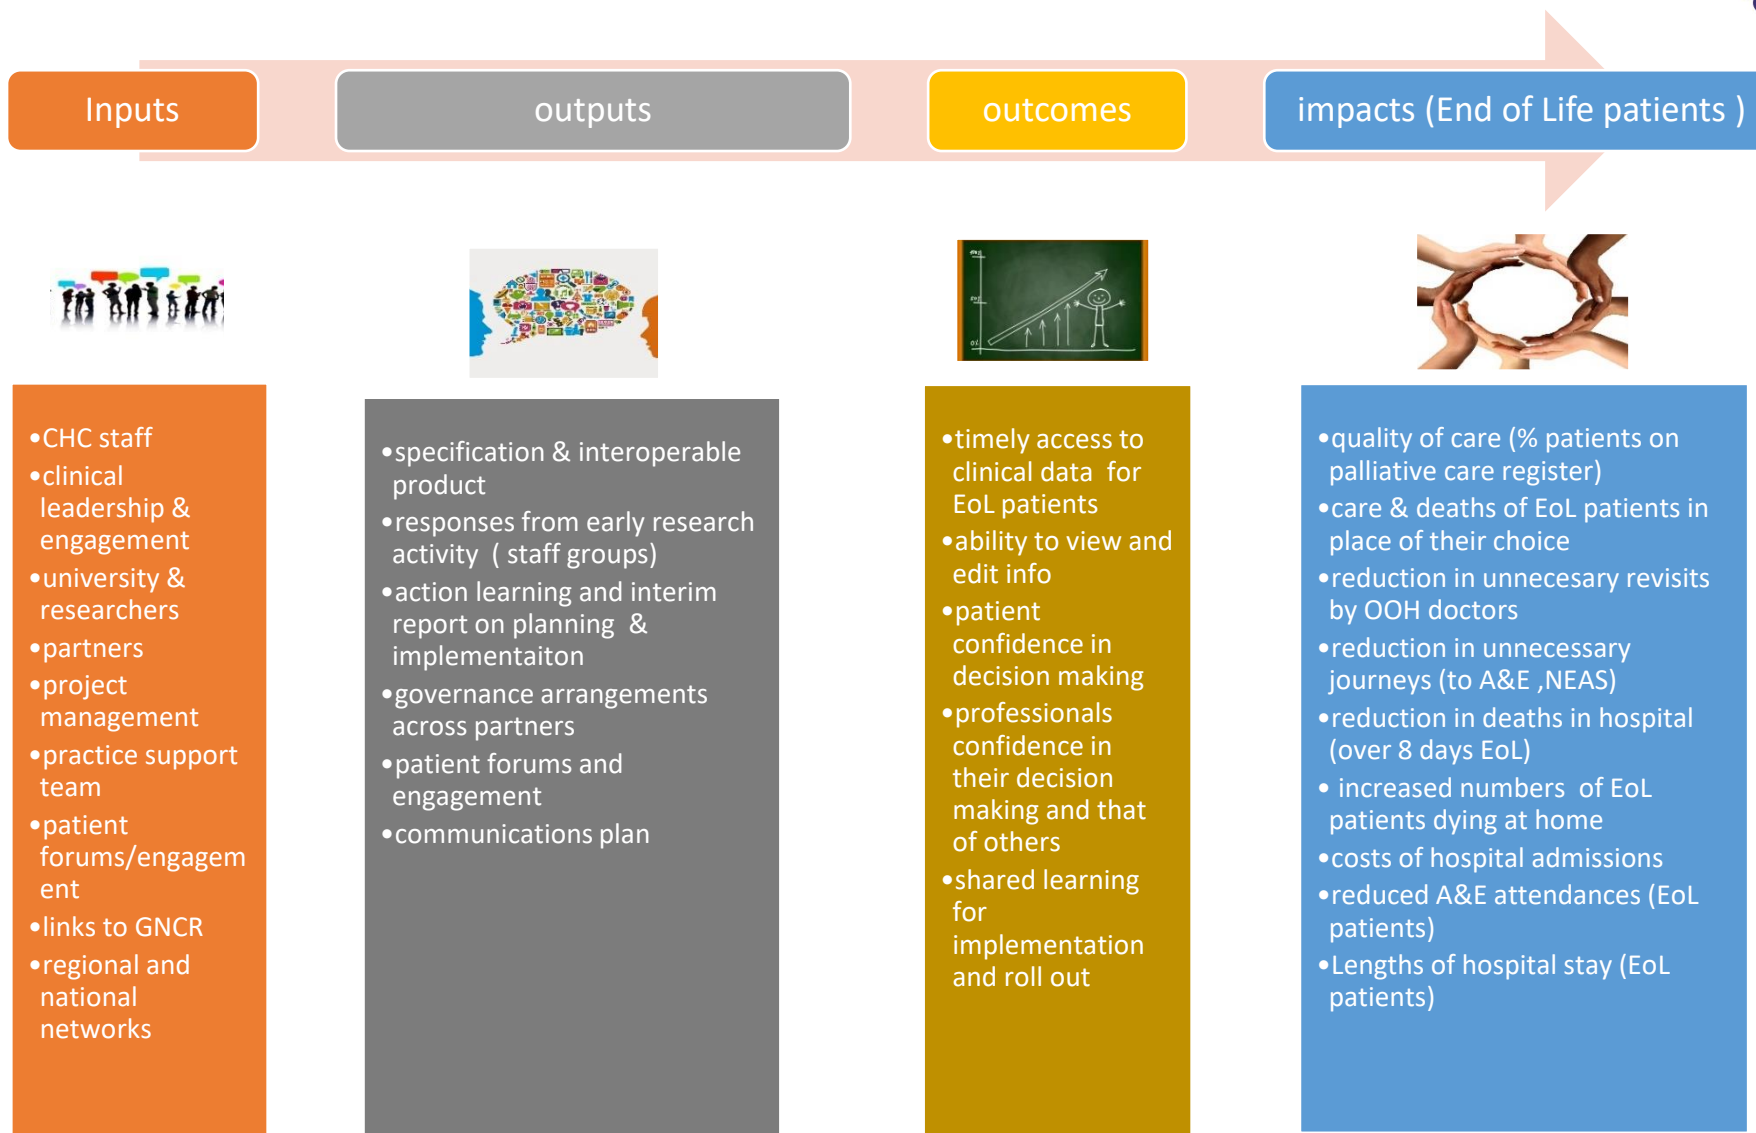 Inputs
outputs
outcomes
impacts (End of Life patients )
100%
50%
0%
•CHC staff
•clinical
leadership &
engagement
•university &
researchers
•partners
•project
management
•practice support
team
•patient
forums/engagem
ent
•links to GNCR
•regional and
national
networks
•specification & interoperable
product
•responses from early research
activity ( staff groups)
•action learning and interim
report on planning &
implementaiton
•governance arrangements
across partners
•patient forums and
engagement
•communications plan
•timely access to
clinical data for
EoL patients
•ability to view and
edit info
•patient
confidence in
decision making
•professionals
confidence in
their decision
making and that
of others
•shared learning
for
implementation
and roll out
•quality of care (% patients on
palliative care register)
•care & deaths of EoL patients in
place of their choice
•reduction in unnecesary revisits
by OOH doctors
•reduction in unnecessary
journeys (to A&E ,NEAS)
•reduction in deaths in hospital
(over 8 days EoL)
• increased numbers of EoL
patients dying at home
•costs of hospital admissions
•reduced A&E attendances (EoL
patients)
•Lengths of hospital stay (EoL
patients)